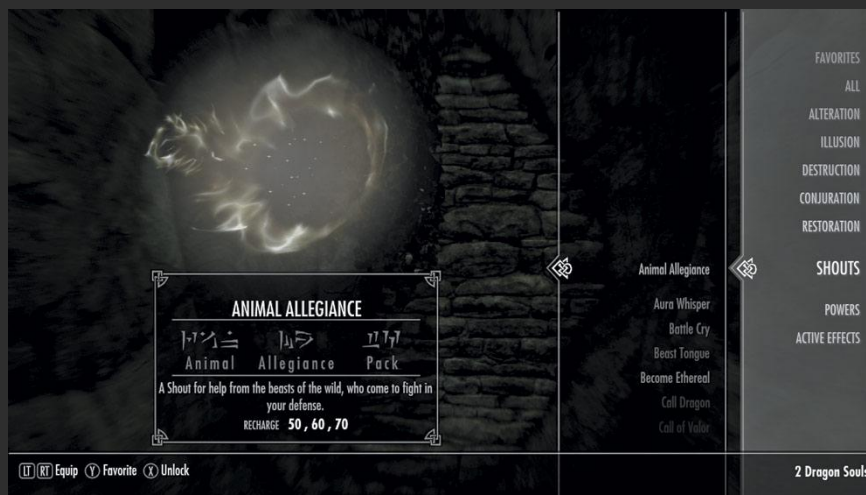 FAVORITES
ALL
ALTERATION
ILLUSION
DESTRUCTION
CONJURATION
RESTORATION
SHOUTS
POWERS
ACTIVE EFFECTS
Animal Allegiance
Aura Whisper
Battle Cry
Beast Tongue
Become Ethereal
Call Dragon
Call of Valor
ANIMAL ALLEGIANCE
Animal Allegiance Pack
A Shout for help from the beasts of the wild, who come to fight in
your defense.
RECHARGE 50 , 60 , 70
LT RT Equip Y Favorite X Unlock
2 Dragon Souls